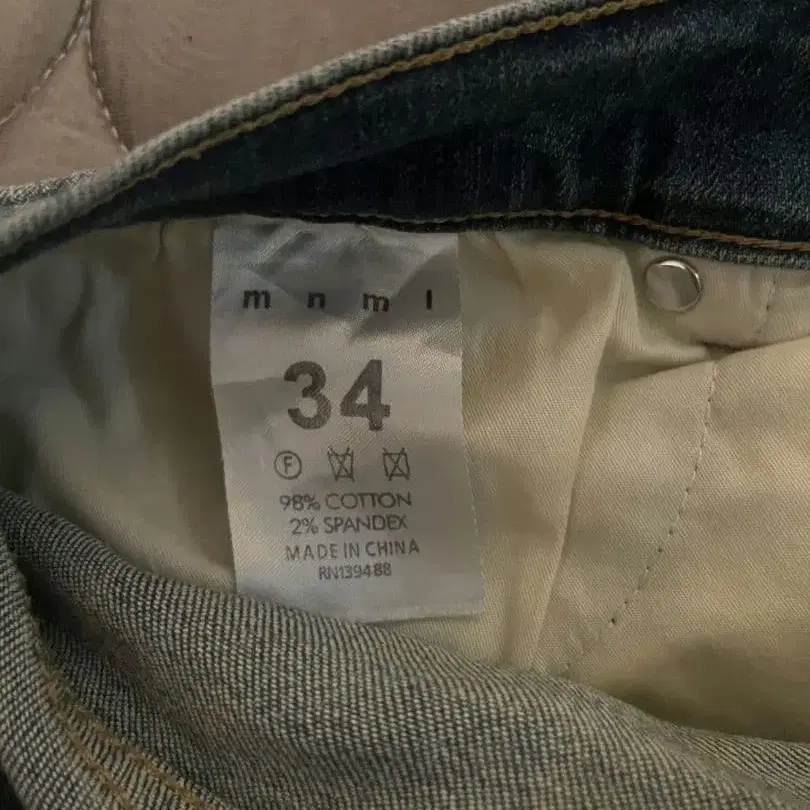 m n m l
34
F
98% COTTON
2% SPANDEX
MADE IN CHINA
RN139488